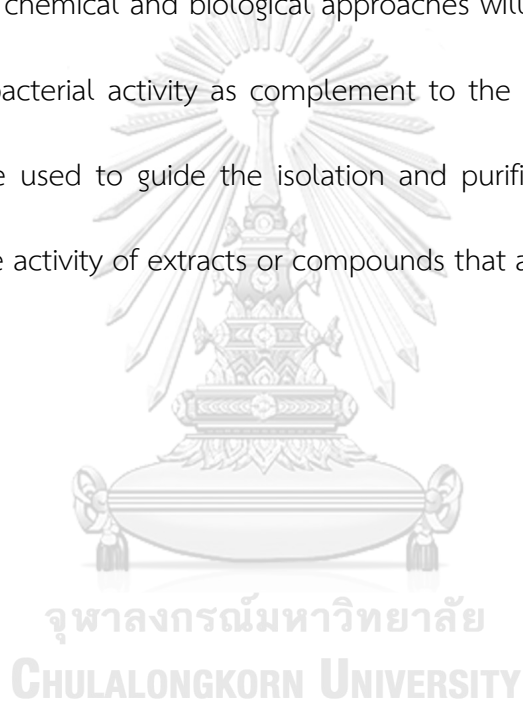 chemical and biological approaches will
bacterial activity as complement to the
used to guide the isolation and
activity of extracts or compounds that
จุฬาลงกรณ์มหาวิทยาลัย
CHULALONGKORN UNIVERSITY